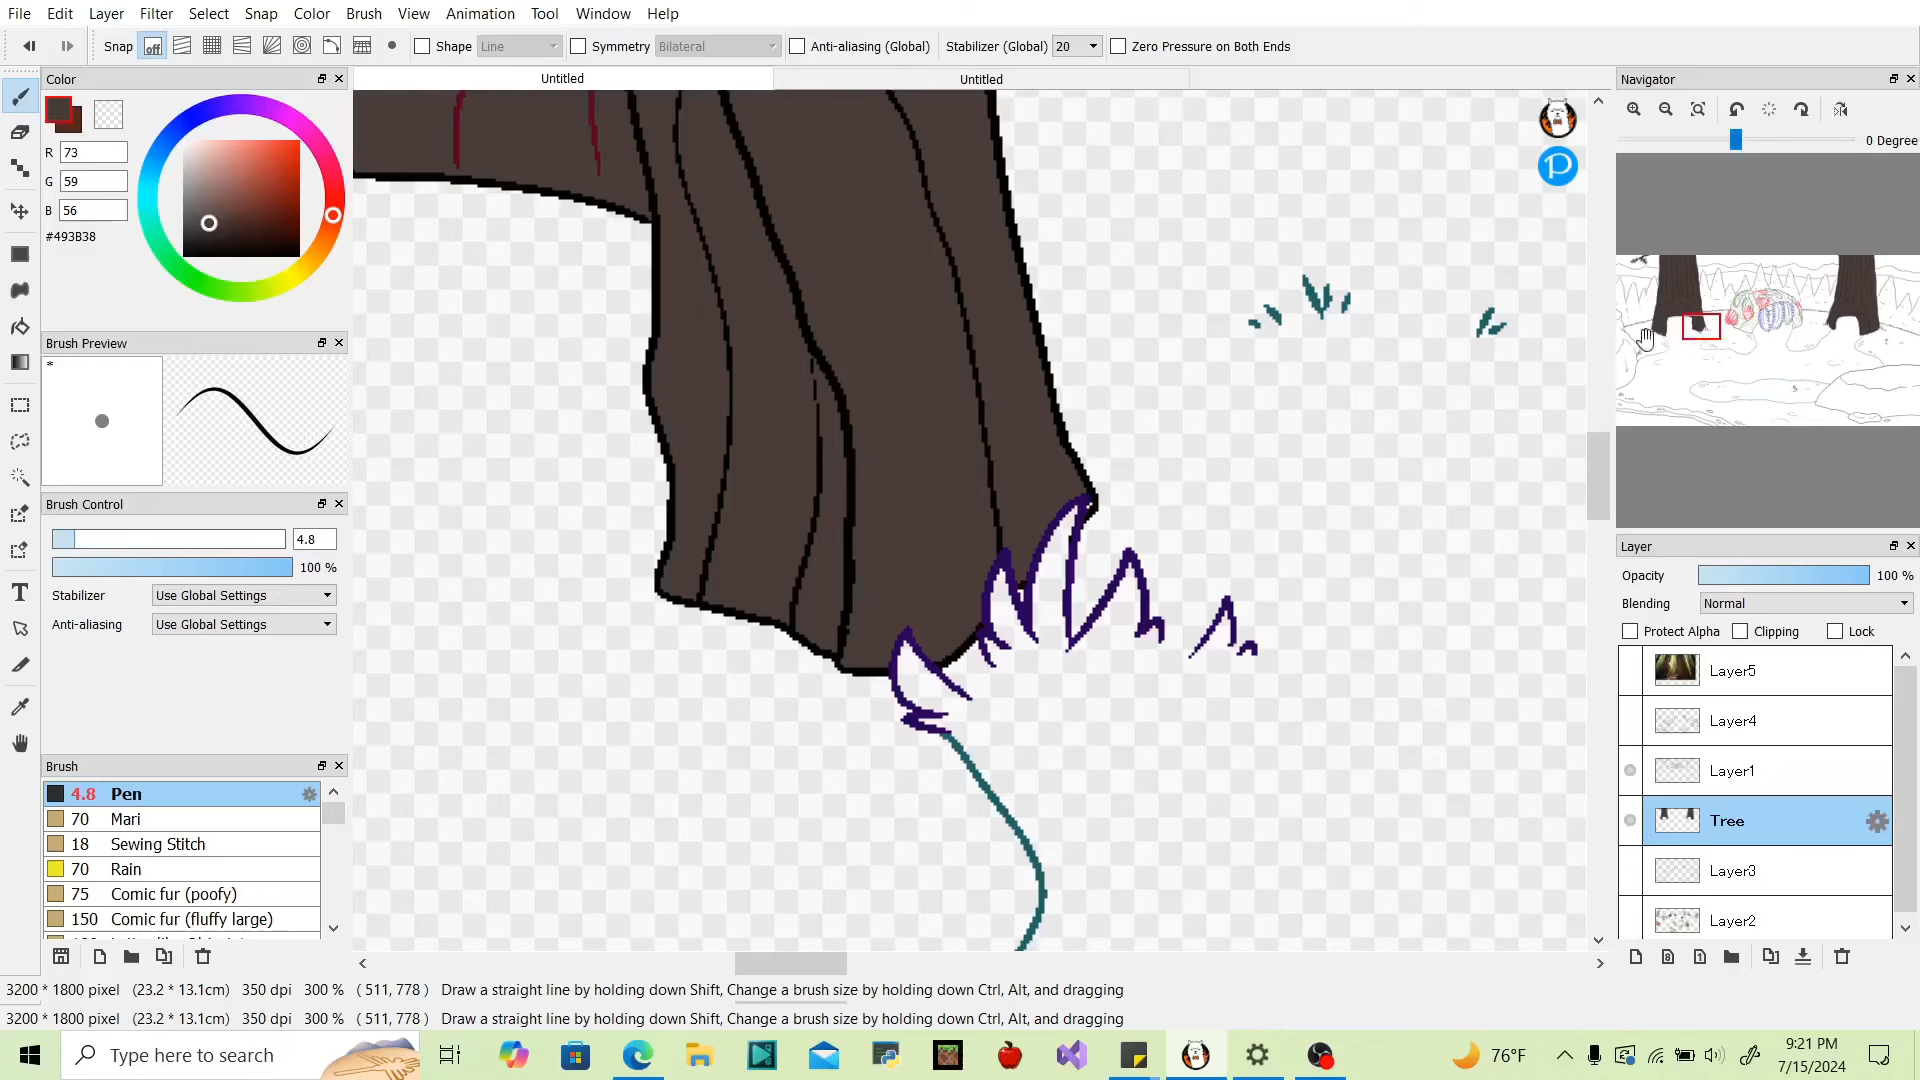 File Edit Layer Filter Select Snap Color Brush View Animation Tool Window Help
Snap off Shape Line Symmetry Bilateral Anti-aliasing (Global) Stabilizer (Global) 20 Zero Pressure on Both Ends
Color
Untitled
Untitled
Navigator
R 73
G 59
B 56
#493B38
0 Degree
Brush Preview
*
Brush Control
4.8
100 %
Stabilizer Use Global Settings
Anti-aliasing Use Global Settings
Layer
Opacity 100 %
Blending Normal
Protect Alpha Clipping Lock
Layer5
Layer4
Layer1
Tree
Layer3
Layer2
Brush
4.8 Pen
70 Mari
18 Sewing Stitch
70 Rain
75 Comic fur (poofy)
150 Comic fur (fluffy large)
3200 * 1800 pixel (23.2 * 13.1cm) 350 dpi 300 % ( 511, 778 ) Draw a straight line by holding down Shift, Change a brush size by holding down Ctrl, Alt, and dragging
3200 * 1800 pixel (23.2 * 13.1cm) 350 dpi 300 % ( 511, 778 ) Draw a straight line by holding down Shift, Change a brush size by holding down Ctrl, Alt, and dragging
Type here to search
76°F
9:21 PM
7/15/2024